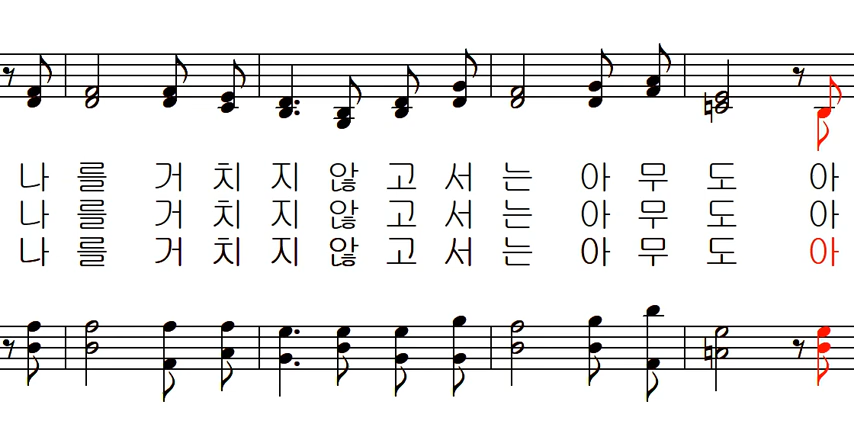 나 를 거 치 지 않 고 서 는 아 무 도 아
나 를 거 치 지 않 고 서 는 아 무 도 아
나 를 거 치 지 않 고 서 는 아 무 도 아